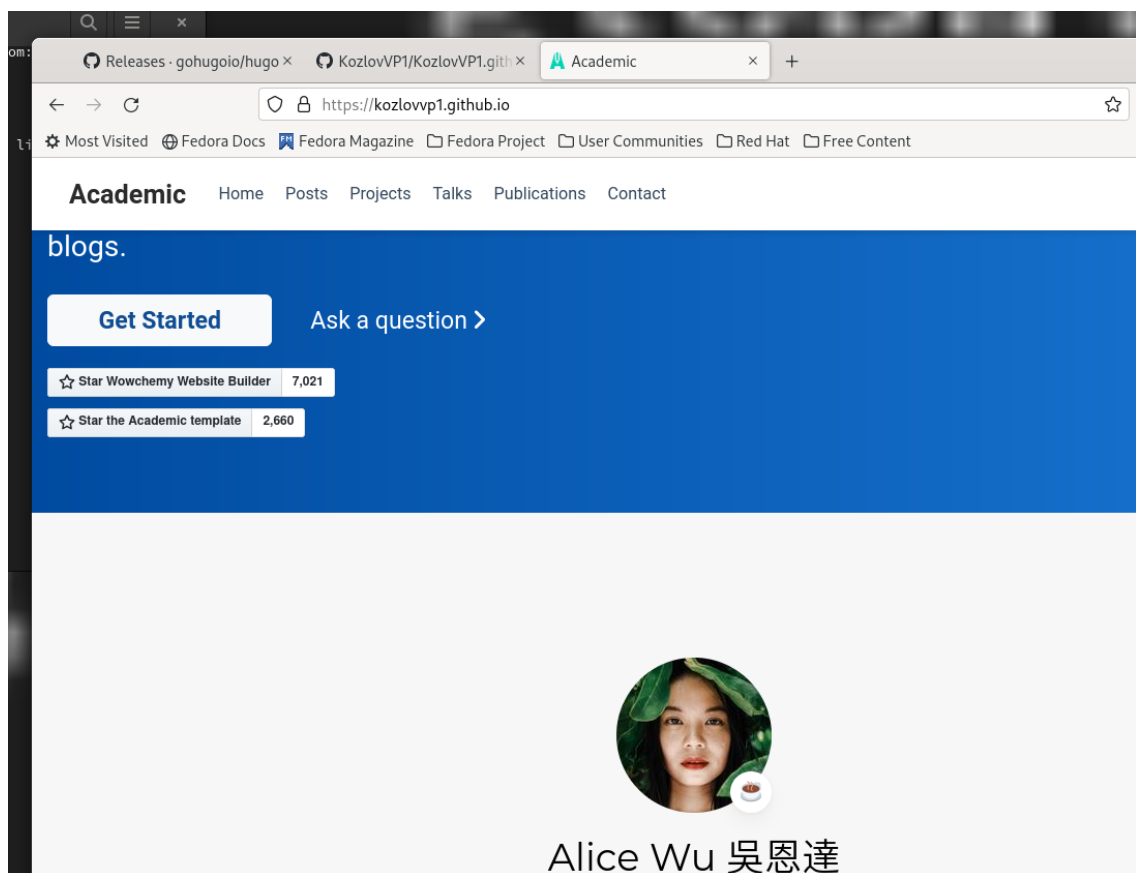 om:
Releases · gohugoio/hugo
KozlovVP1/KozlovVP1.gith
Academic
https://kozlovvp1.github.io
li
Most Visited Fedora Docs Fedora Magazine Fedora Project User Communities Red Hat Free Content
Academic Home Posts Projects Talks Publications Contact
blogs.
Get Started Ask a question
Star Wowchemy Website Builder 7,021
Star the Academic template 2,660
Alice Wu 吳恩達